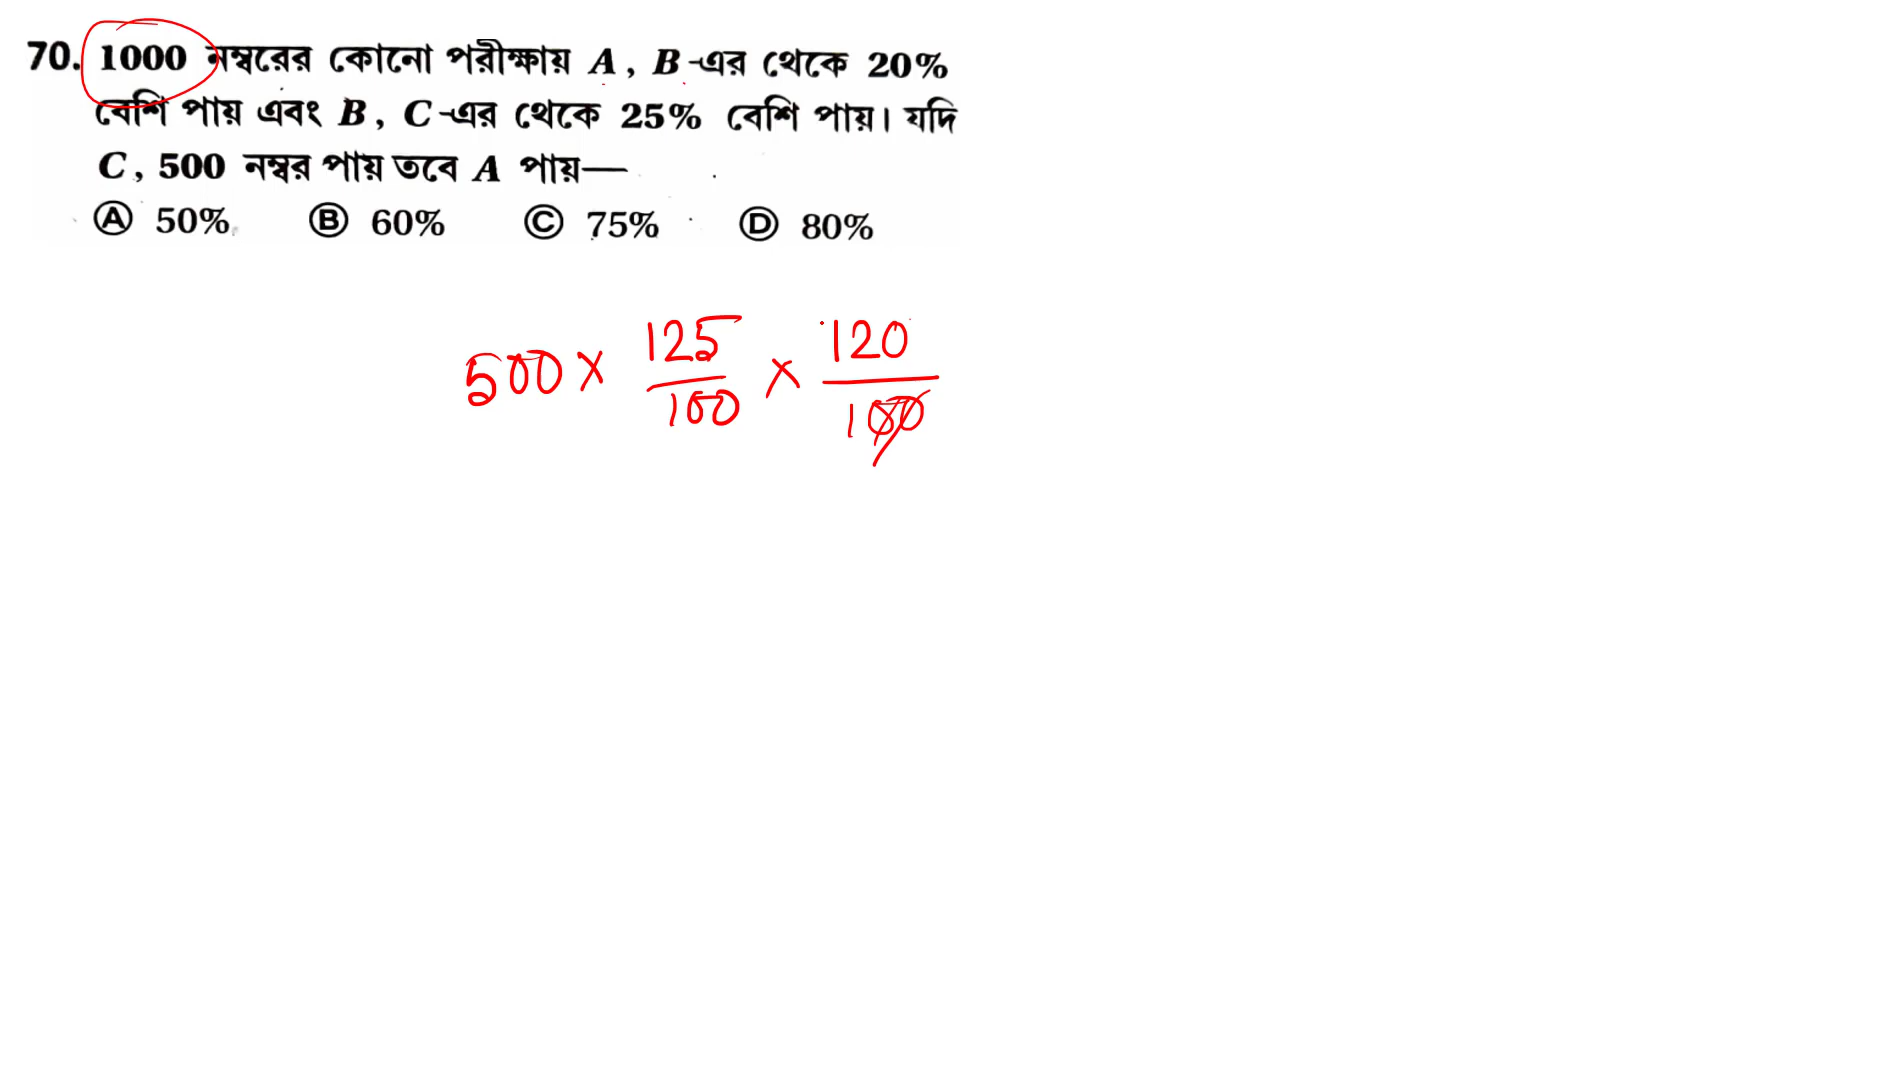 70. 1000 নম্বরের কোনো পরীক্ষায় A, B-এর থেকে 20%
বেশি পায় এবং B, C-এর থেকে 25% বেশি পায়। যদি
C, 500 নম্বর পায় তবে A পায়—
Ⓐ 50% Ⓑ 60% Ⓒ 75% Ⓓ 80%
500 × 125/100 × 120/100